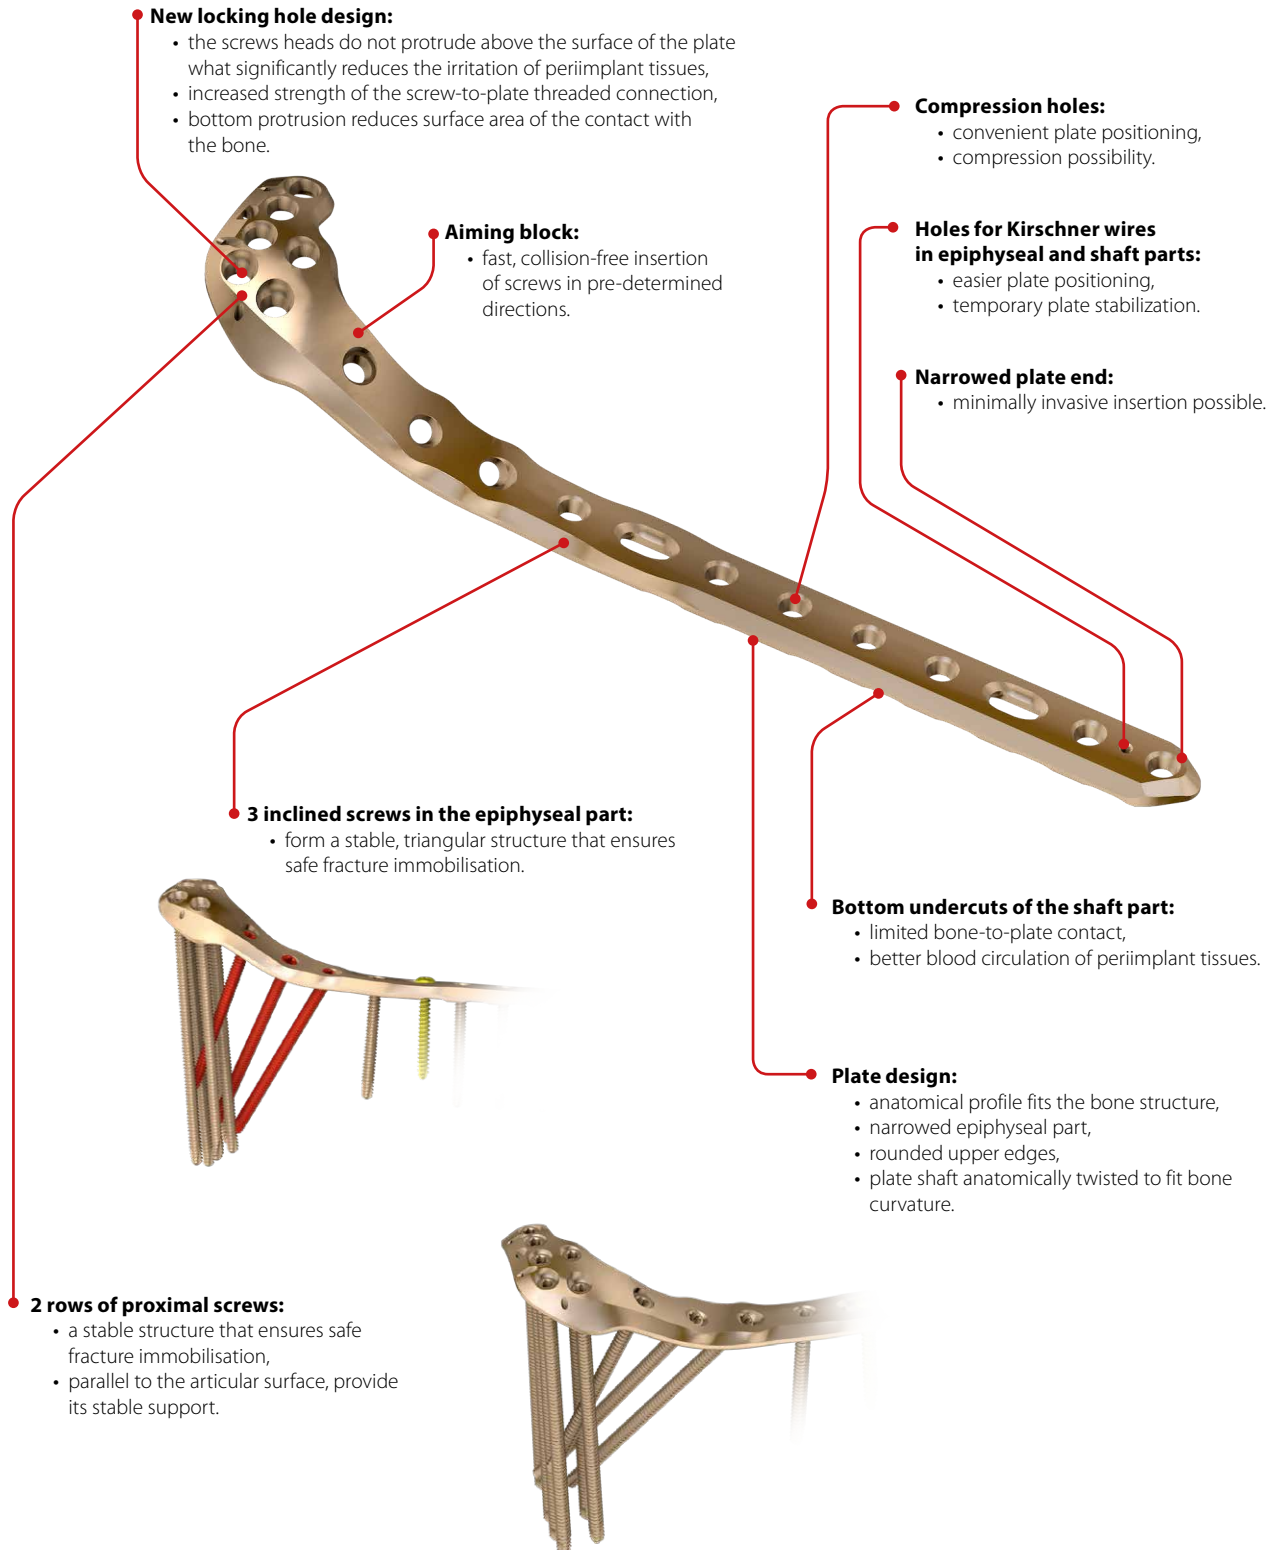 New locking hole design:
• the screws heads do not protrude above the surface of the plate
what significantly reduces the irritation of periimplant tissues,
• increased strength of the screw-to-plate threaded connection,
• bottom protrusion reduces surface area of the contact with
the bone.
Compression holes:
• convenient plate positioning,
• compression possibility.
Aiming block:
• fast, collision-free insertion
of screws in pre-determined
directions.
Holes for Kirschner wires
in epiphyseal and shaft parts:
• easier plate positioning,
• temporary plate stabilization.
Narrowed plate end:
• minimally invasive insertion possible.
3 inclined screws in the epiphyseal part:
• form a stable, triangular structure that ensures
safe fracture immobilisation.
Bottom undercuts of the shaft part:
• limited bone-to-plate contact,
• better blood circulation of periimplant tissues.
Plate design:
• anatomical profile fits the bone structure,
• narrowed epiphyseal part,
• rounded upper edges,
• plate shaft anatomically twisted to fit bone
curvature.
2 rows of proximal screws:
• a stable structure that ensures safe
fracture immobilisation,
• parallel to the articular surface, provide
its stable support.